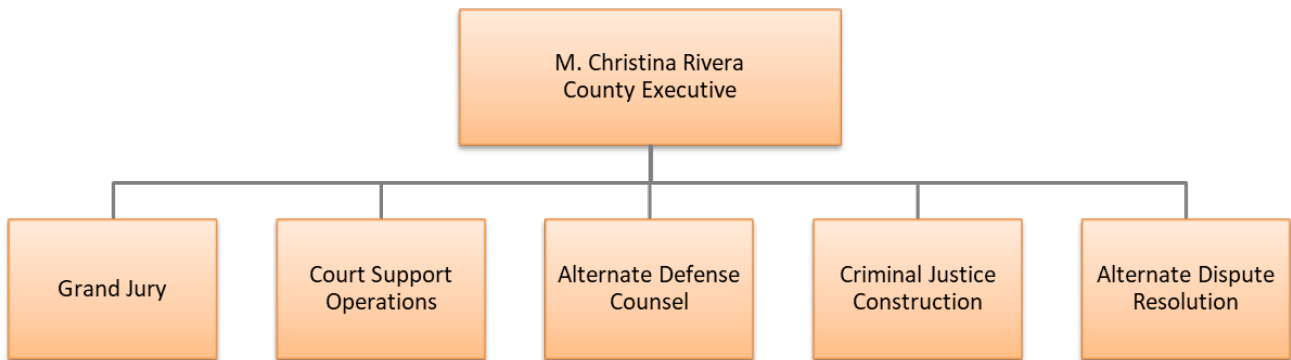 M. Christina Rivera
County Executive
Grand Jury
Court Support
Operations
Alternate Defense
Counsel
Criminal Justice
Construction
Alternate Dispute
Resolution